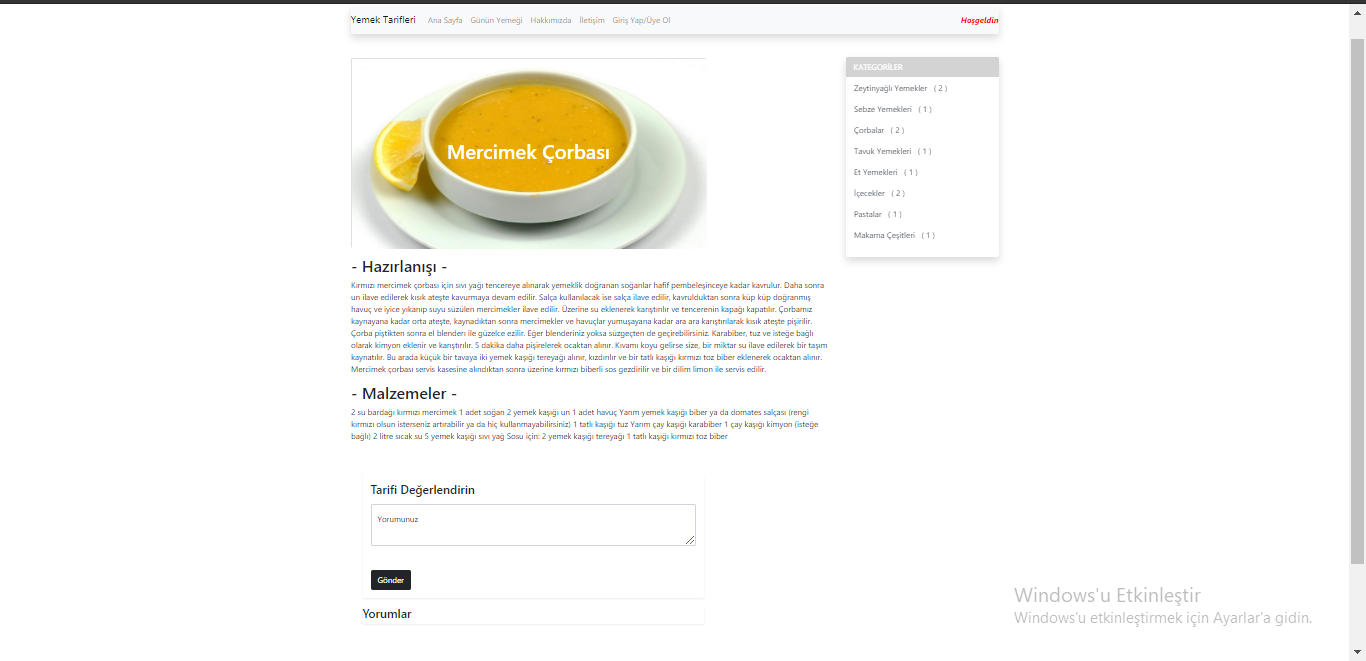 Yemek Tarifleri Ana Sayfa Günün Yemeği Hakkımızda İletişim Giriş Yap/Üye Ol Hoşgeldin
Mercimek Çorbası
- Hazırlanışı -
Kırmızı mercimek çorbası için sıvı yağı tencereye alınarak yemeklik doğranan soğanlar hafif pembeleşinceye kadar kavrulur. Daha sonra
un ilave edilerek kısık ateşte kavurmaya devam edilir. Salça kullanılacak ise salça ilave edilir, kavrulduktan sonra küp küp doğranmış
havuç ve iyice yıkanıp suyu süzülen mercimekler ilave edilir. Üzerine su eklenerek karıştırılır ve tencerenin kapağı kapatılır. Çorbamız
kaynayana kadar orta ateşte, kaynadıktan sonra mercimekler ve havuçlar yumuşayana kadar ara ara karıştırılarak kısık ateşte pişirilir.
Çorba piştikten sonra el blenderı ile güzelce ezilir. Eğer blenderiniz yoksa süzgeçten de geçirebilirsiniz. Karabiber, tuz ve isteğe bağlı
olarak kimyon eklenir ve karıştırılır. 5 dakika daha pişirelerek ocaktan alınır. Kıvamı koyu gelirse size, bir miktar su ilave edilerek bir taşım
kaynatılır. Bu arada küçük bir tavaya iki yemek kaşığı tereyağı alınır, kızdırılır ve bir tatlı kaşığı kırmızı toz biber eklenerek ocaktan alınır.
Mercimek çorbası servis kasesine alındıktan sonra üzerine kırmızı biberli sos gezdirilir ve bir dilim limon ile servis edilir.
- Malzemeler -
2 su bardağı kırmızı mercimek 1 adet soğan 2 yemek kaşığı un 1 adet havuç Yarım yemek kaşığı biber ya da domates salçası (rengi
kırmızı olsun isterseniz artırabilir ya da hiç kullanmayabilirsiniz) 1 tatlı kaşığı tuz Yarım çay kaşığı karabiber 1 çay kaşığı kimyon (isteğe
bağlı) 2 litre sıcak su 5 yemek kaşığı sıvı yağ Sosu için: 2 yemek kaşığı tereyağı 1 tatlı kaşığı kırmızı toz biber
Tarifi Değerlendirin
Yorumunuz
Gönder
Yorumlar
KATEGORİLER
Zeytinyağlı Yemekler ( 2 )
Sebze Yemekleri ( 1 )
Çorbalar ( 2 )
Tavuk Yemekleri ( 1 )
Et Yemekleri ( 1 )
İçecekler ( 2 )
Pastalar ( 1 )
Makarna Çeşitleri ( 1 )
Windows'u Etkinleştir
Windows'u etkinleştirmek için Ayarlar'a gidin.